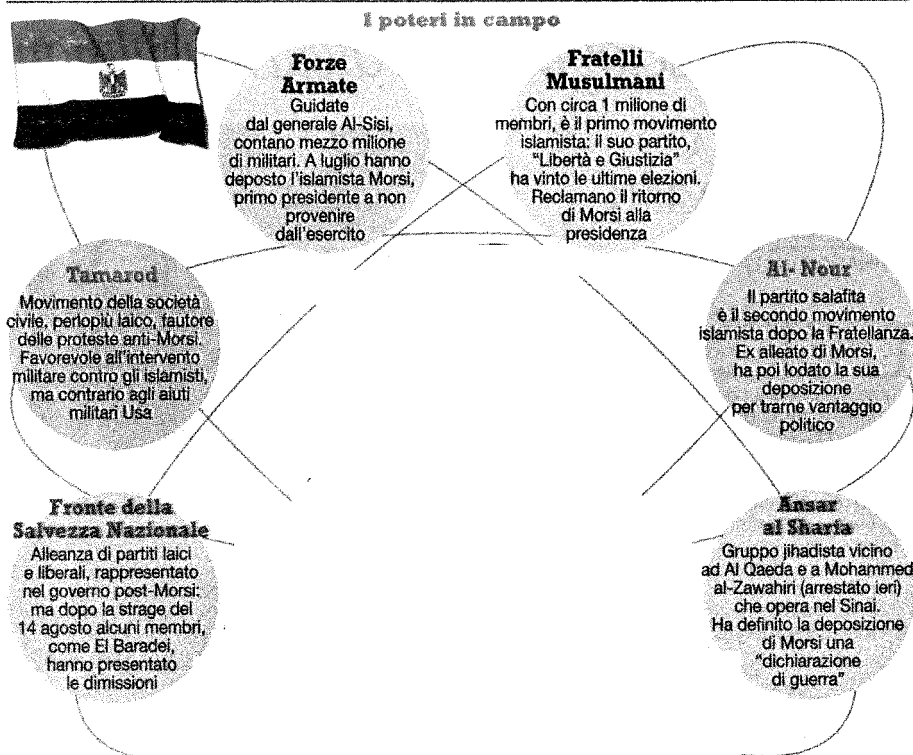 I poteri in campo
Forze
Armate
Guidate
dal generale Al-Sisi,
contano mezzo milione
di militari. A luglio hanno
deposto l'islamista Morsi,
primo presidente a non
provenire
dall'esercito
Fratelli
Musulmani
Con circa 1 milione di
membri, è il primo movimento
islamista: il suo partito,
"Libertà e Giustizia"
ha vinto le ultime elezioni.
Reclamano il ritorno
di Morsi alla
presidenza
Tamarod
Movimento della società
civile, perlopiù laico, fautore
delle proteste anti-Morsi.
Favorevole all'intervento
militare contro gli islamisti,
ma contrario agli aiuti
militari Usa
Al- Nour
Il partito salafita
è il secondo movimento
islamista dopo la Fratellanza.
Ex alleato di Morsi,
ha poi lodato la sua
deposizione
per trarne vantaggio
politico
Fronte della
Salvezza Nazionale
Alleanza di partiti laici
e liberali, rappresentato
nel governo post-Morsi:
ma dopo la strage del
14 agosto alcuni membri,
come El Baradei,
hanno presentato
le dimissioni
Ansar
al Sharia
Gruppo jihadista vicino
ad Al Qaeda e a Mohammed
al-Zawahiri (arrestato ieri)
che opera nel Sinai.
Ha definito la deposizione
di Morsi una
"dichiarazione
di guerra"